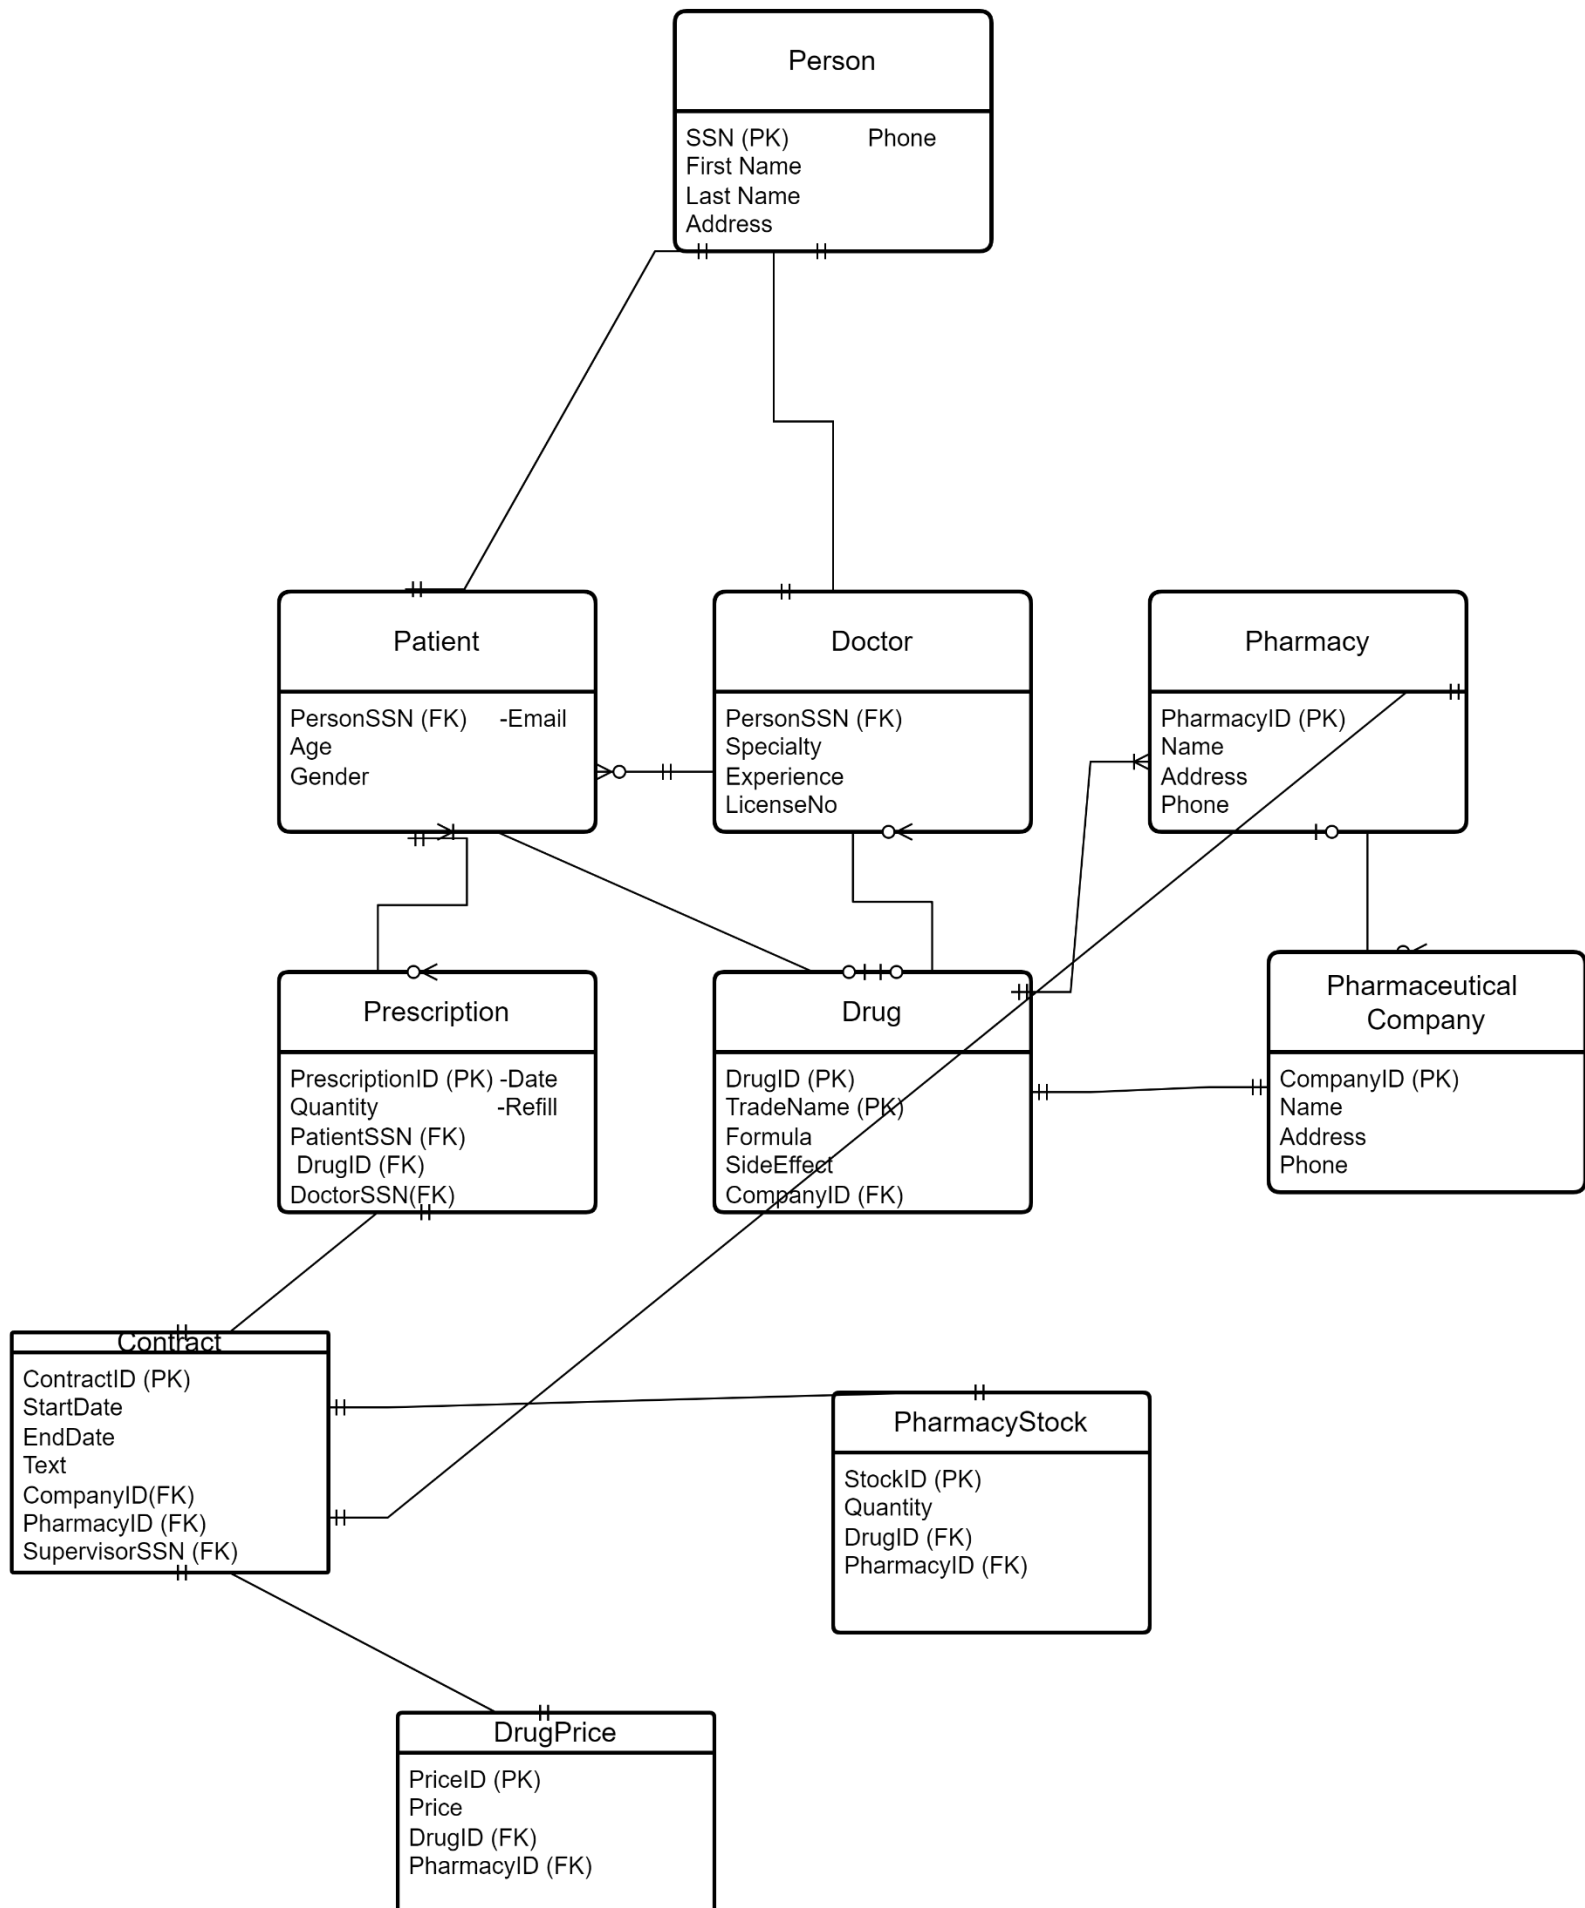 Person
SSN (PK) Phone
First Name
Last Name
Address
Patient
PersonSSN (FK) -Email
Age
Gender
Doctor
PersonSSN (FK)
Specialty
Experience
LicenseNo
Pharmacy
PharmacyID (PK)
Name
Address
Phone
Prescription
PrescriptionID (PK) -Date
Quantity -Refill
PatientSSN (FK)
DrugID (FK)
DoctorSSN(FK)
Drug
DrugID (PK)
TradeName (PK)
Formula
SideEffect
CompanyID (FK)
Pharmaceutical
Company
CompanyID (PK)
Name
Address
Phone
Contract
ContractID (PK)
StartDate
EndDate
Text
CompanyID(FK)
PharmacyID (FK)
SupervisorSSN (FK)
PharmacyStock
StockID (PK)
Quantity
DrugID (FK)
PharmacyID (FK)
DrugPrice
PriceID (PK)
Price
DrugID (FK)
PharmacyID (FK)